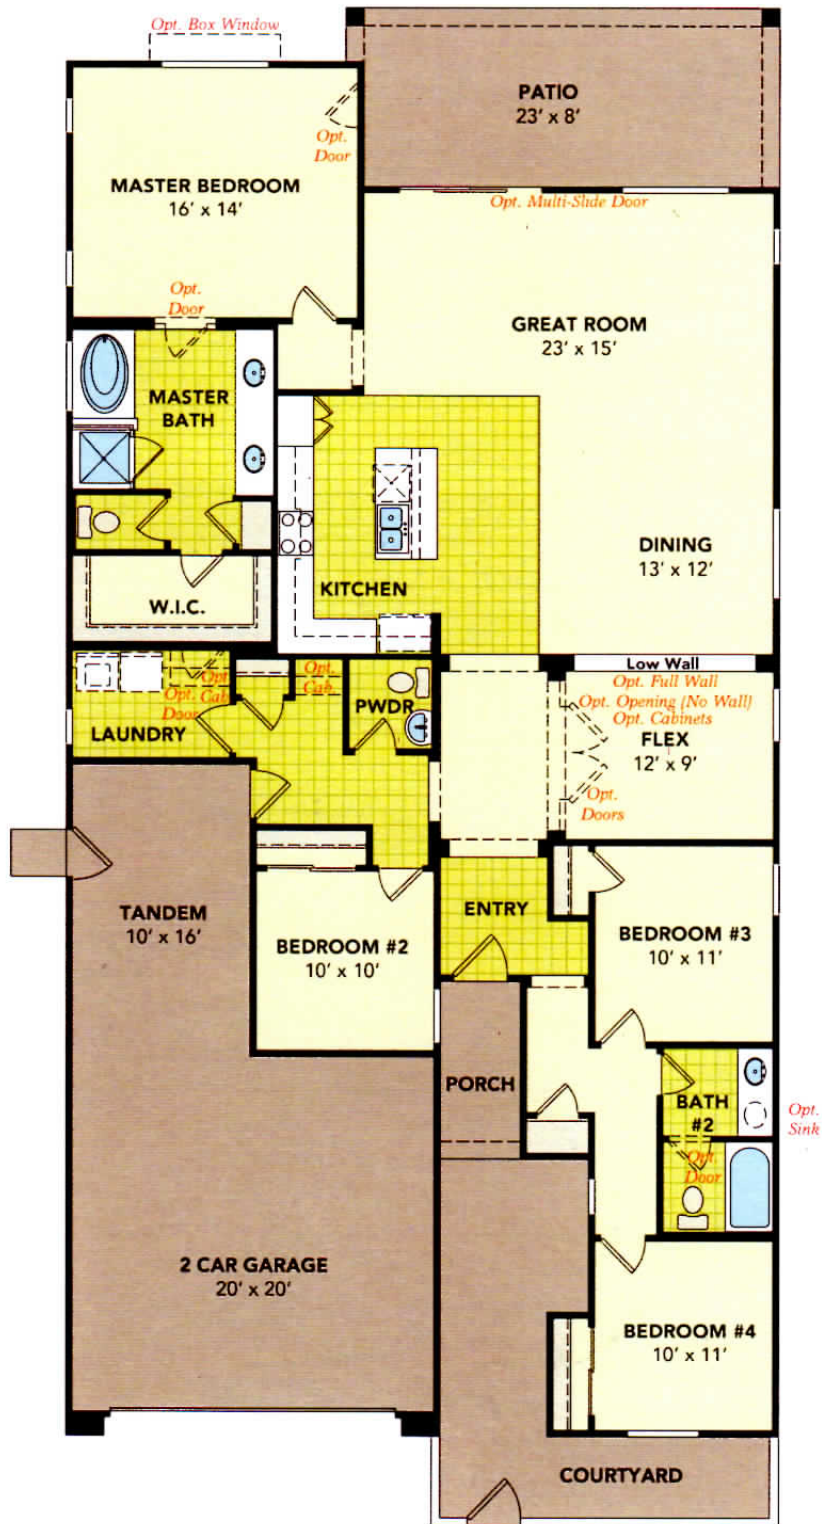 Opt. Box Window
PATIO
23' x 8'
Opt.
Door
MASTER BEDROOM
16' x 14'
Opt. Multi-Slide Door
Opt.
Door
GREAT ROOM
23' x 15'
MASTER
BATH
DINING
13' x 12'
KITCHEN
W.I.C.
Low Wall
Opt. Full Wall
Opt. Opening (No Wall)
Opt. Cabinets
Opt.
Cab.
Opt.
Door
Opt.
Cab.
PWDR
LAUNDRY
FLEX
12' x 9'
Opt.
Doors
TANDEM
10' x 16'
ENTRY
BEDROOM #2
10' x 10'
BEDROOM #3
10' x 11'
PORCH
BATH
#2
Opt.
Sink
Opt.
Door
2 CAR GARAGE
20' x 20'
BEDROOM #4
10' x 11'
COURTYARD